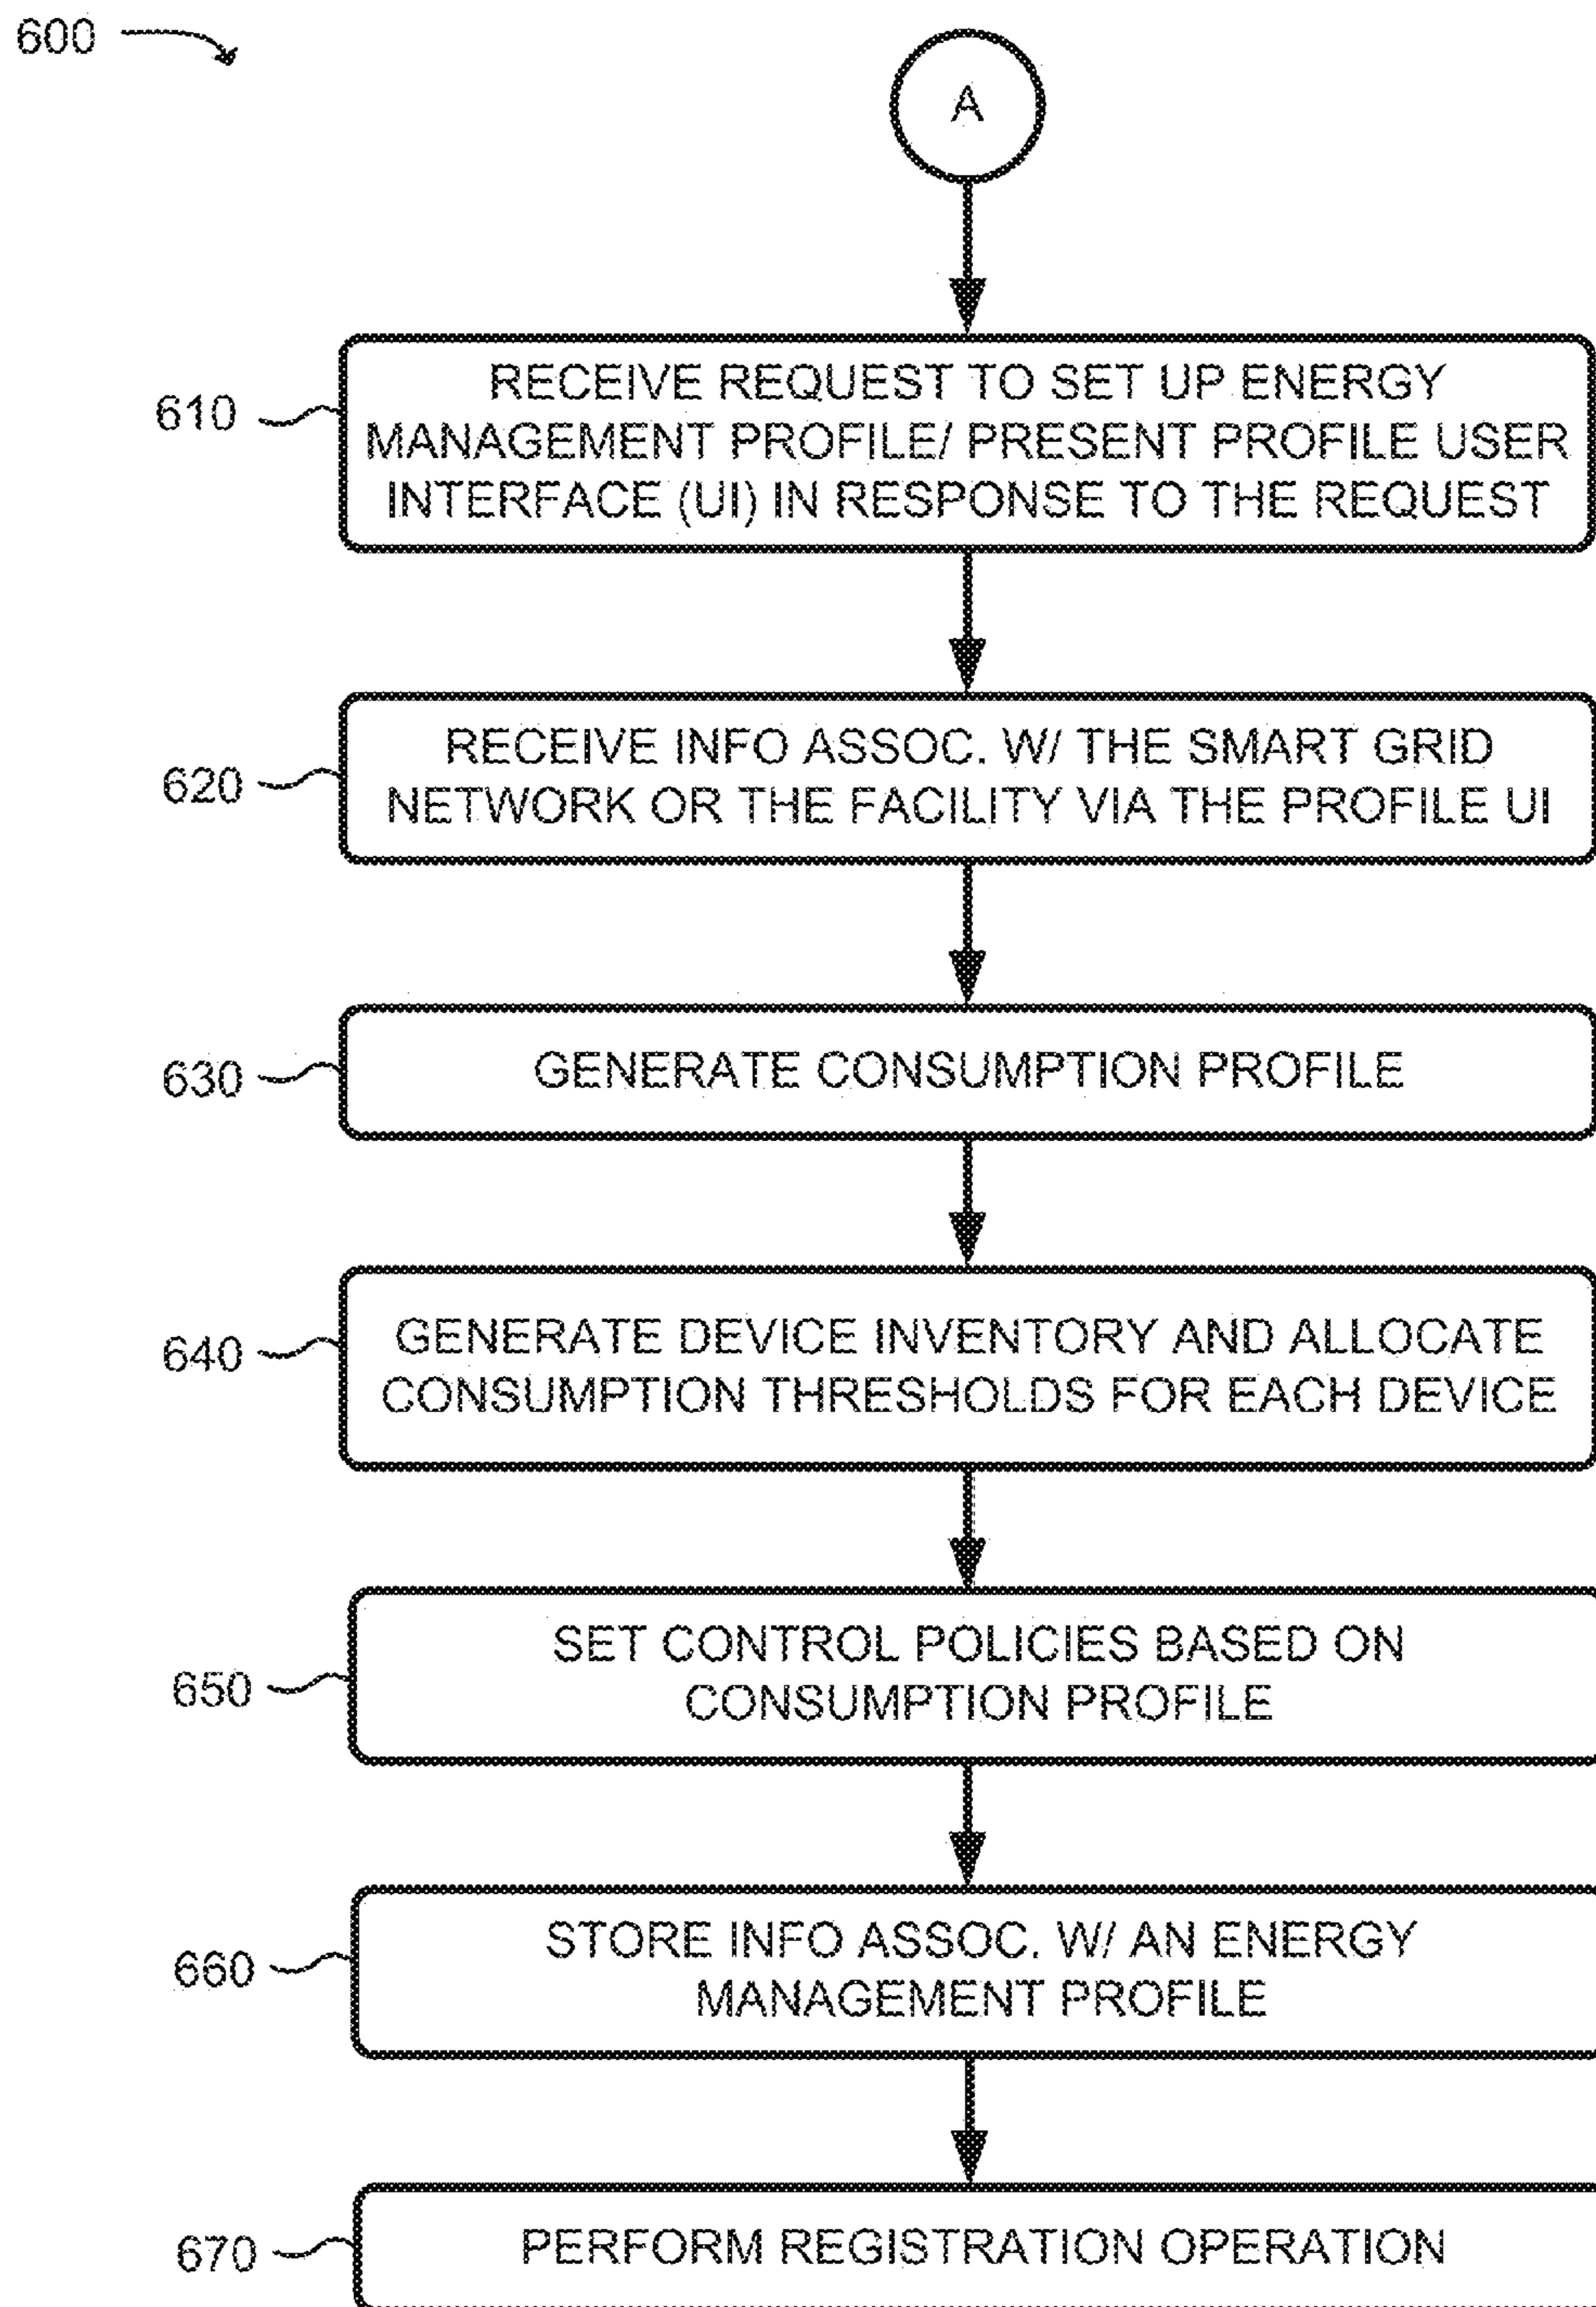 600
A
610
RECEIVE REQUEST TO SET UP ENERGY
MANAGEMENT PROFILE/ PRESENT PROFILE USER
INTERFACE (UI) IN RESPONSE TO THE REQUEST
620
RECEIVE INFO ASSOC. W/ THE SMART GRID
NETWORK OR THE FACILITY VIA THE PROFILE UI
630
GENERATE CONSUMPTION PROFILE
640
GENERATE DEVICE INVENTORY AND ALLOCATE
CONSUMPTION THRESHOLDS FOR EACH DEVICE
650
SET CONTROL POLICIES BASED ON
CONSUMPTION PROFILE
660
STORE INFO ASSOC. W/ AN ENERGY
MANAGEMENT PROFILE
670
PERFORM REGISTRATION OPERATION